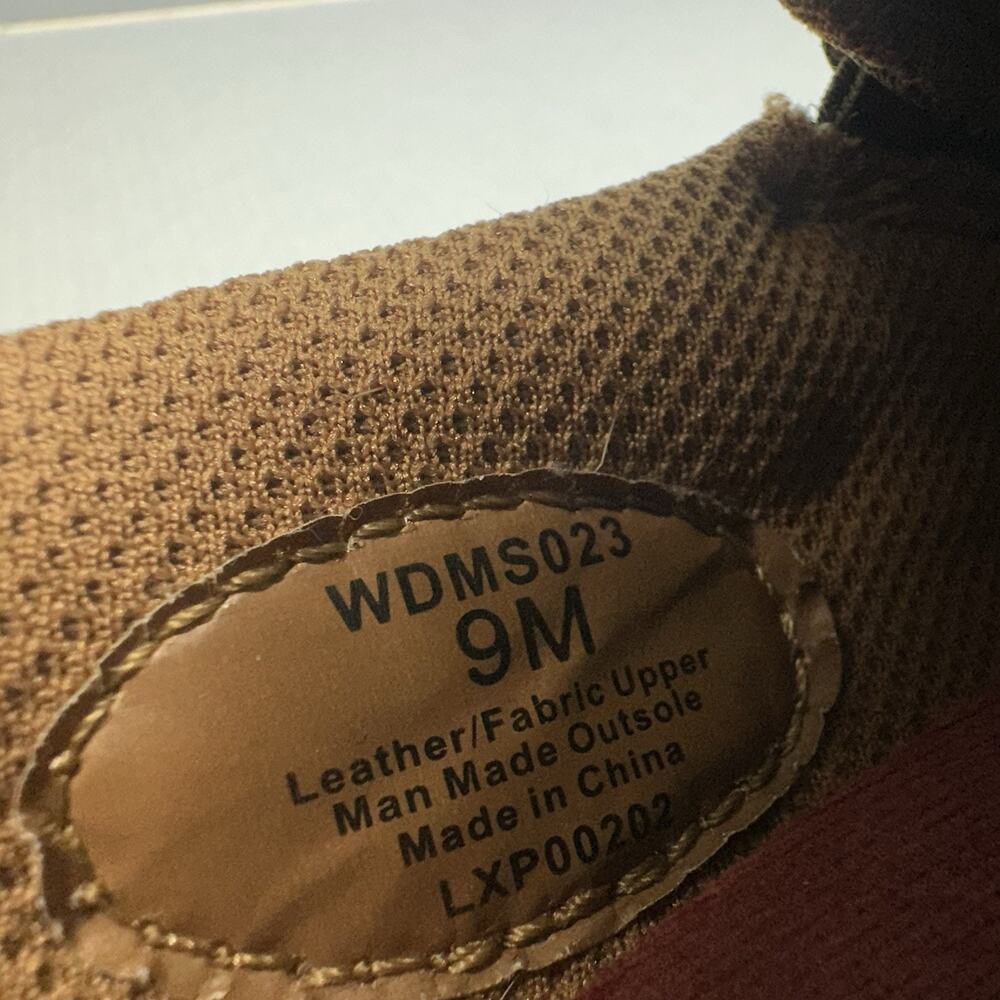 WDMS023
9M
Leather/Fabric Upper
Man Made Outsole
Made in China
LXP00202